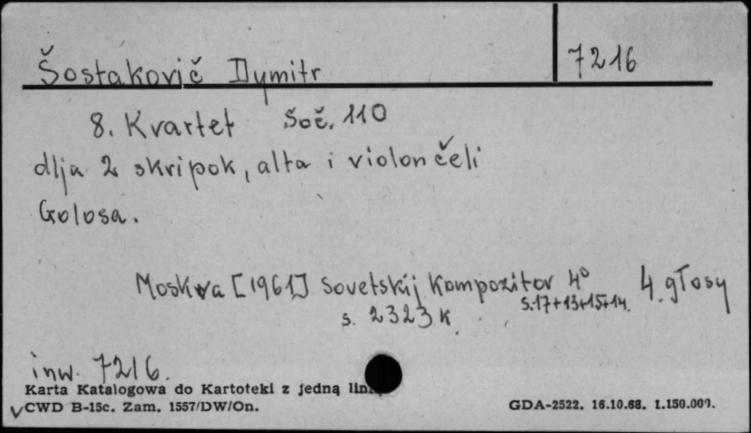 Šostakovič Dymitr
7216
8. Kvartet Soč. 110
dlja 2 skripok, alta i violončeli
Golosa.
Moskva [1961] Sovetskij Kompozitor 4° 4 głosy
s. 17+13+15+14.
s. 2323 k
inw. 7216.
Karta Katalogowa do Kartoteki z jedną
CWD B-15c. Zam. 1557/DW/On.
GDA-2522. 16.10.68. 1.150.000.